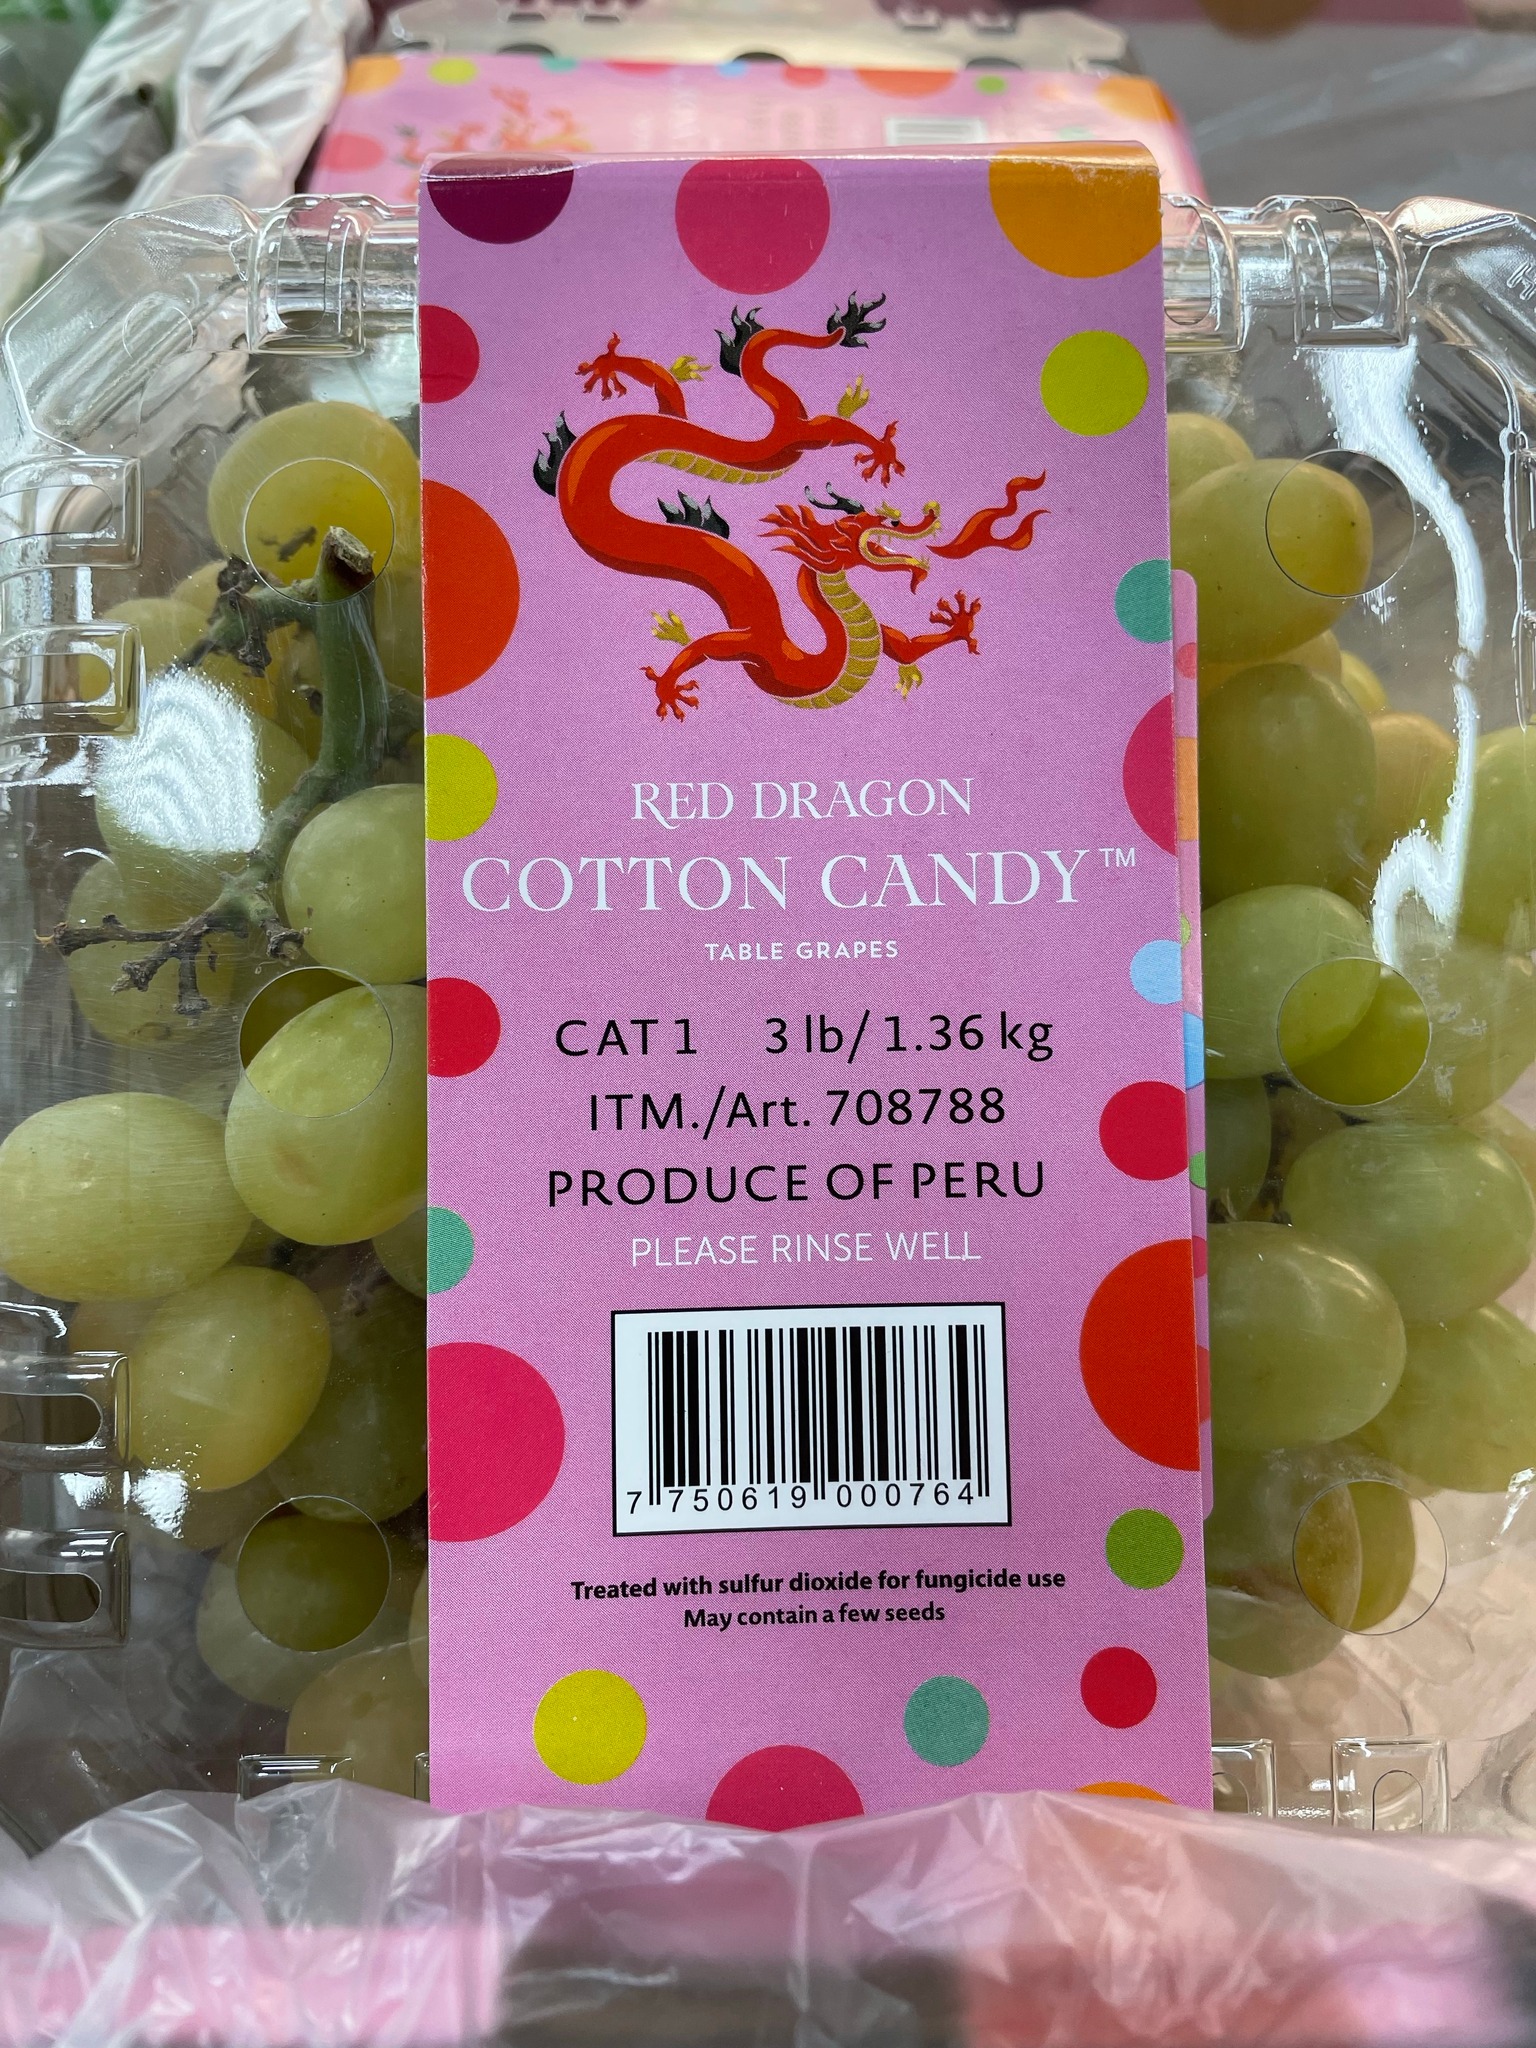 RED DRAGON
COTTON CANDY™
TABLE GRAPES
CAT 1 3 lb/ 1.36 kg
ITM./Art. 708788
PRODUCE OF PERU
PLEASE RINSE WELL
7 750619 000764
Treated with sulfur dioxide for fungicide use
May contain a few seeds